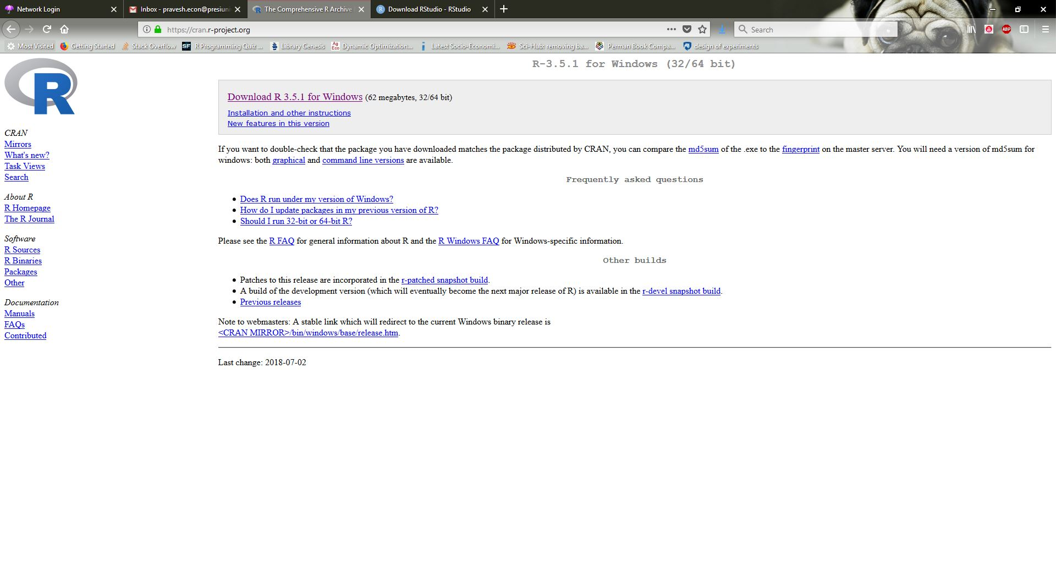 Network Login
Inbox - pravesh.econ@presiun
The Comprehensive R Archive
Download RStudio - RStudio
https://cran.r-project.org
Search
Most Visited
Getting Started
Stack Overflow
R Programming Quiz...
Library Genesis
Dynamic Optimization...
Latest Socio-Economi...
Sci-Hub removing ba...
Penman Book Compa...
design of experiments
R
R-3.5.1 for Windows (32/64 bit)
Download R 3.5.1 for Windows (62 megabytes, 32/64 bit)
Installation and other instructions
New features in this version
CRAN
Mirrors
What's new?
Task Views
Search
About R
R Homepage
The R Journal
Software
R Sources
R Binaries
Packages
Other
Documentation
Manuals
FAQs
Contributed
If you want to double-check that the package you have downloaded matches the package distributed by CRAN, you can compare the md5sum of the .exe to the fingerprint on the master server. You will need a version of md5sum for
windows: both graphical and command line versions are available.
Frequently asked questions
Does R run under my version of Windows?
How do I update packages in my previous version of R?
Should I run 32-bit or 64-bit R?
Please see the R FAQ for general information about R and the R Windows FAQ for Windows-specific information.
Other builds
Patches to this release are incorporated in the r-patched snapshot build.
A build of the development version (which will eventually become the next major release of R) is available in the r-devel snapshot build.
Previous releases
Note to webmasters: A stable link which will redirect to the current Windows binary release is
<CRAN MIRROR>/bin/windows/base/release.htm.
Last change: 2018-07-02